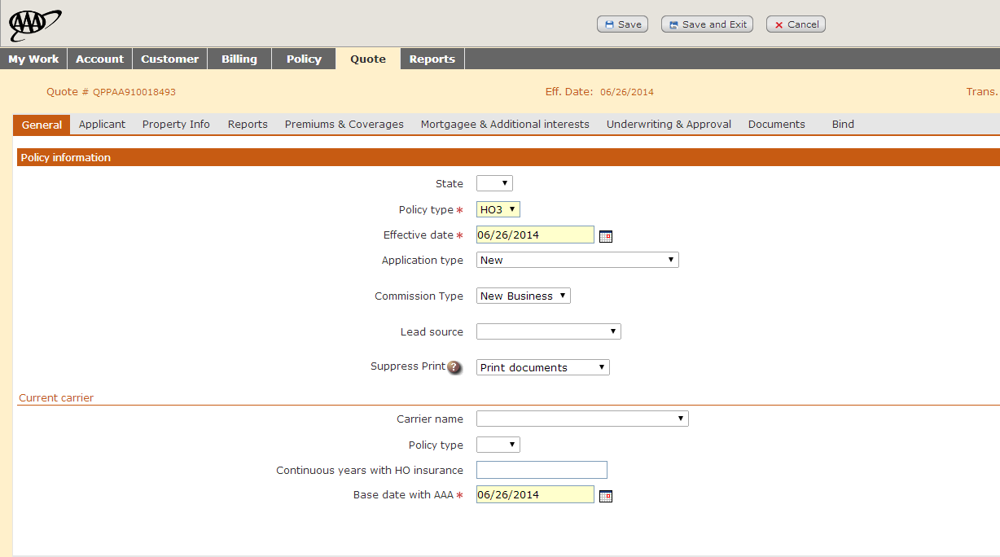 AAA
Save Save and Exit Cancel
My Work Account Customer Billing Policy Quote Reports
Quote # QPPAA910018493 Eff. Date: 06/26/2014 Trans.
General Applicant Property Info Reports Premiums & Coverages Mortgagee & Additional interests Underwriting & Approval Documents Bind
Policy information
State
Policy type * HO3
Effective date * 06/26/2014
Application type New
Commission Type New Business
Lead source
Suppress Print ? Print documents
Current carrier
Carrier name
Policy type
Continuous years with HO insurance
Base date with AAA * 06/26/2014